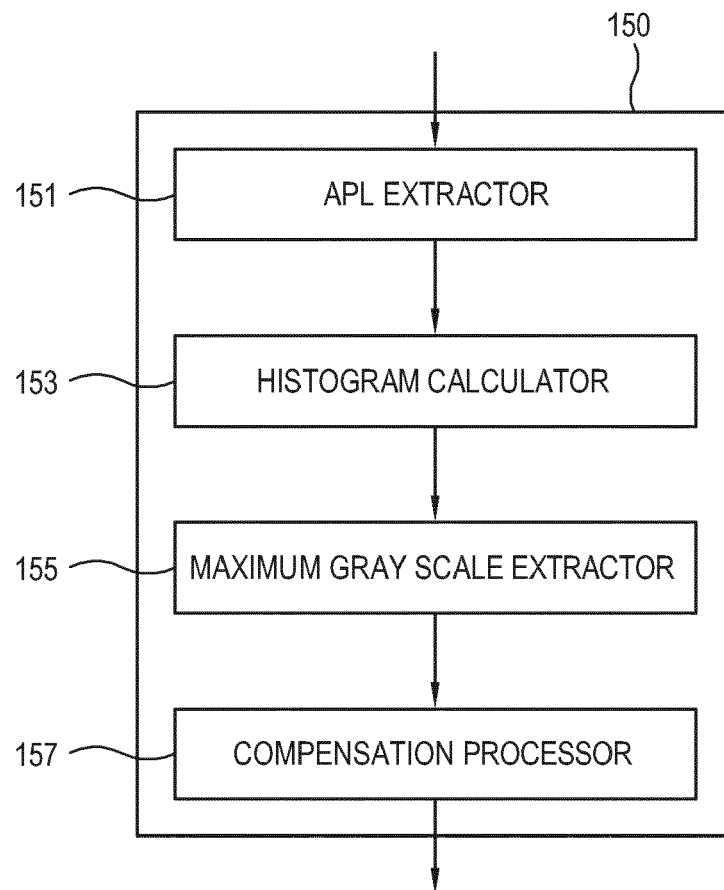 150
151
APL EXTRACTOR
153
HISTOGRAM CALCULATOR
155
MAXIMUM GRAY SCALE EXTRACTOR
157
COMPENSATION PROCESSOR